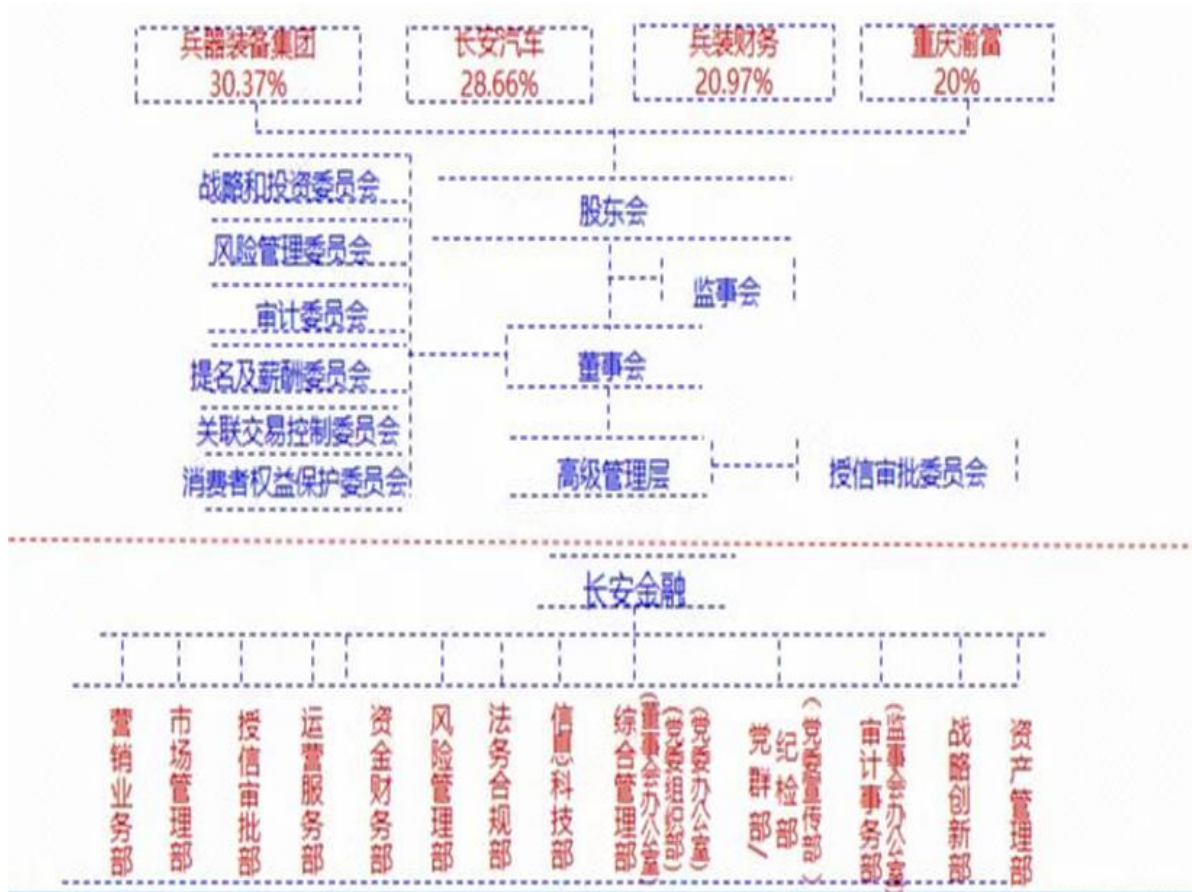 兵器装备集团
30.37%
长安汽车
28.66%
兵装财务
20.97%
重庆渝富
20%
股东会
监事会
战略和投资委员会
风险管理委员会
审计委员会
提名及薪酬委员会
关联交易控制委员会
消费者权益保护委员会
董事会
高级管理层
授信审批委员会
长安金融
营销业务部
市场管理部
授信审批部
运营服务部
资金财务部
风险管理部
法务合规部
信息科技部
综合管理部
(董事会办公室)
(党委组织部)
(党委办公室)
党群部/
纪检部
(党委宣传部)
审计事务部
(监事会办公室)
战略创新部
资产管理部